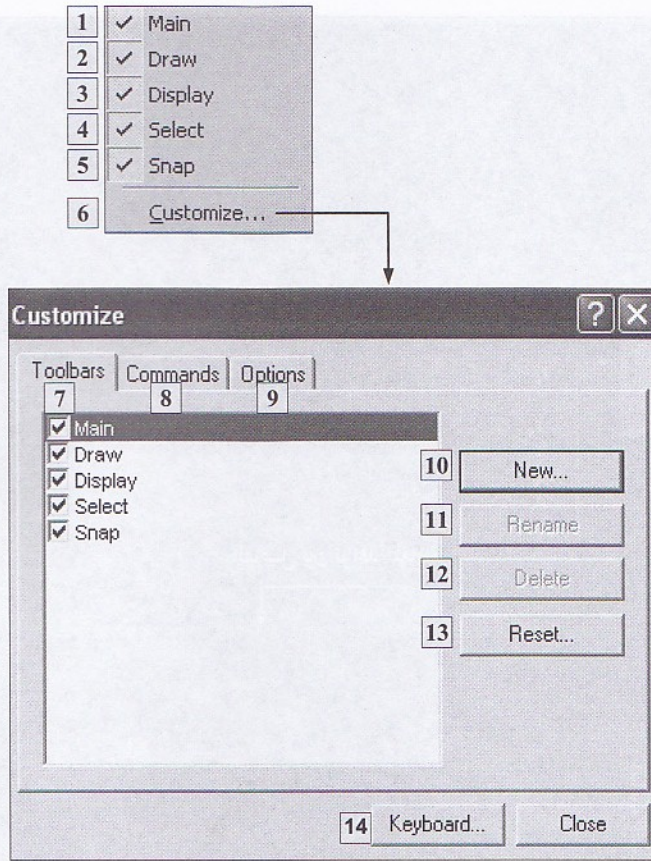 1 Main
2 Draw
3 Display
4 Select
5 Snap
6 Customize...
Customize
Toolbars Commands Options
7 8 9
Main
Draw
Display
Select
Snap
10 New...
11 Rename
12 Delete
13 Reset...
14 Keyboard... Close